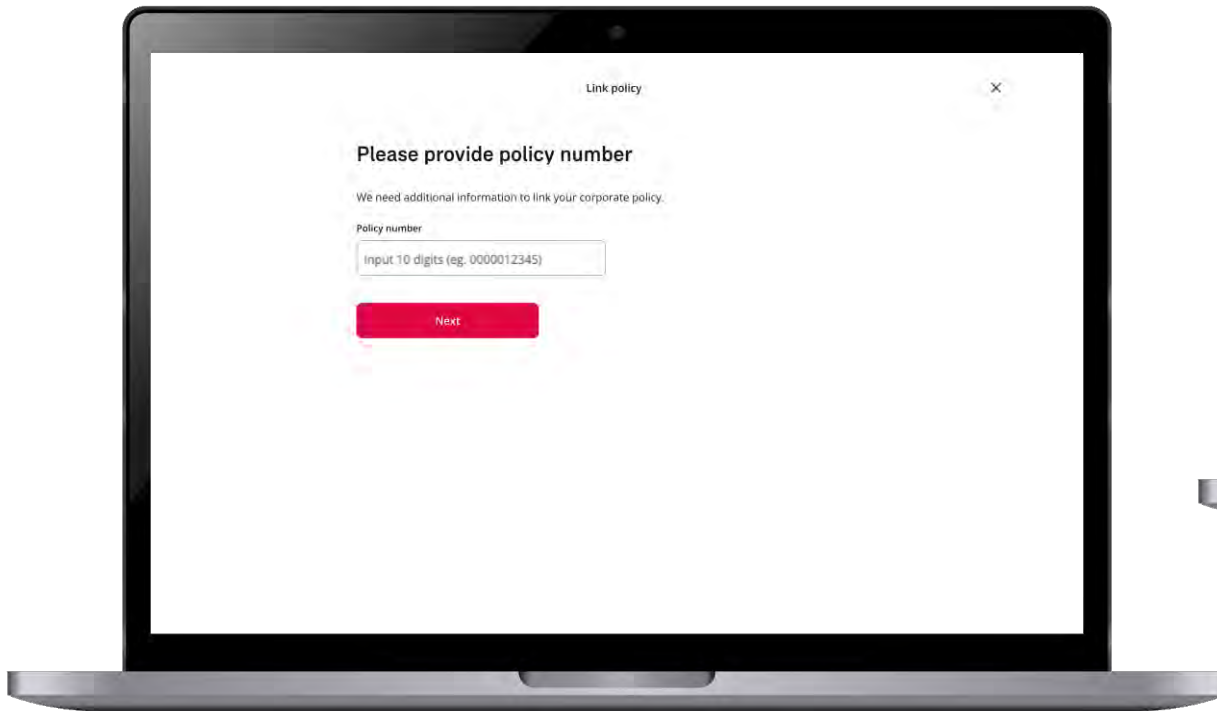 Link policy
Please provide policy number
We need additional information to link your corporate policy.
Policy number
Input 10 digits (eg. 0000012345)
Next